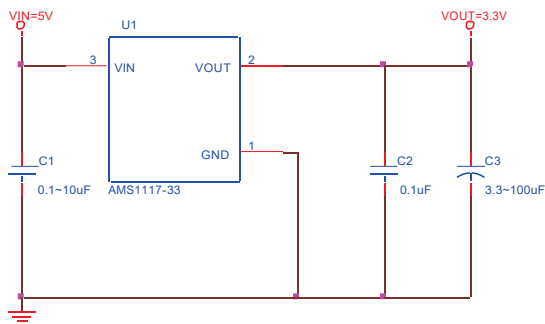 VIN=5V
U1
VOUT=3.3V
3
VIN
VOUT
2
GND
1
C1
0.1~10uF
AMS1117-33
C2
0.1uF
C3
3.3~100uF